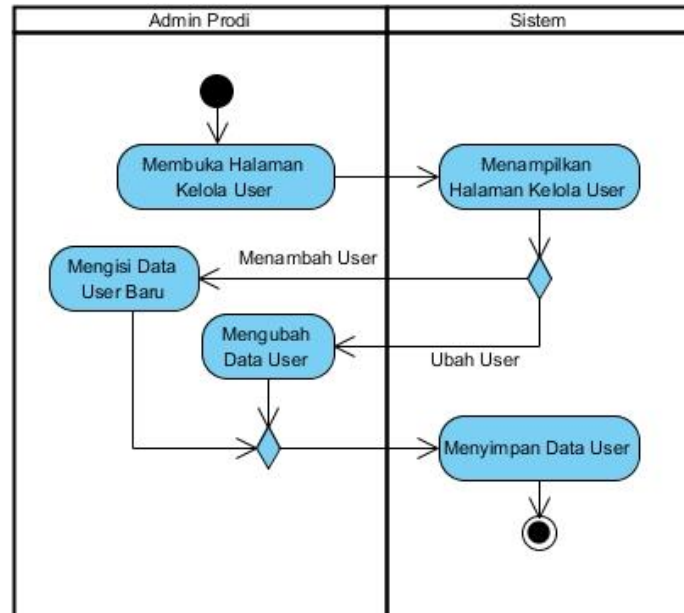 Admin Prodi
Sistem
Membuka Halaman
Kelola User
Menampilkan
Halaman Kelola User
Menambah User
Mengisi Data
User Baru
Mengubah
Data User
Ubah User
Menyimpan Data User